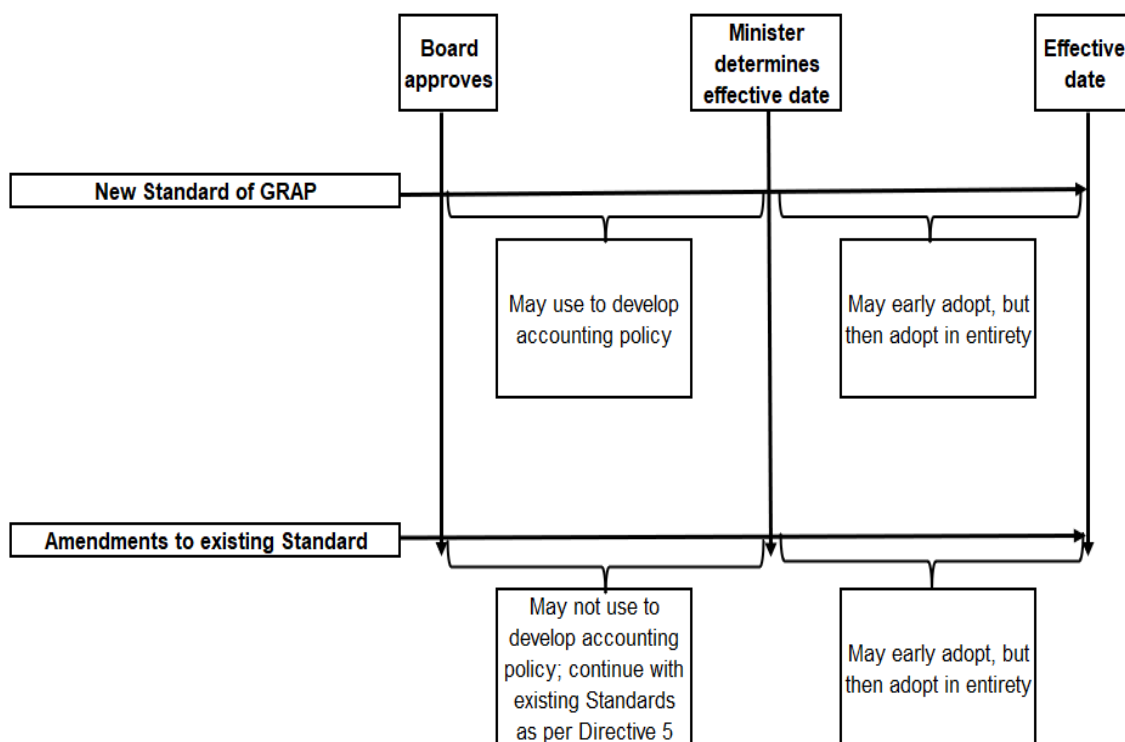 Board
approves
Minister
determines
effective date
Effective
date
New Standard of GRAP
May use to develop
accounting policy
May early adopt, but
then adopt in entirety
Amendments to existing Standard
May not use to
develop accounting
policy; continue with
existing Standards
as per Directive 5
May early adopt, but
then adopt in entirety